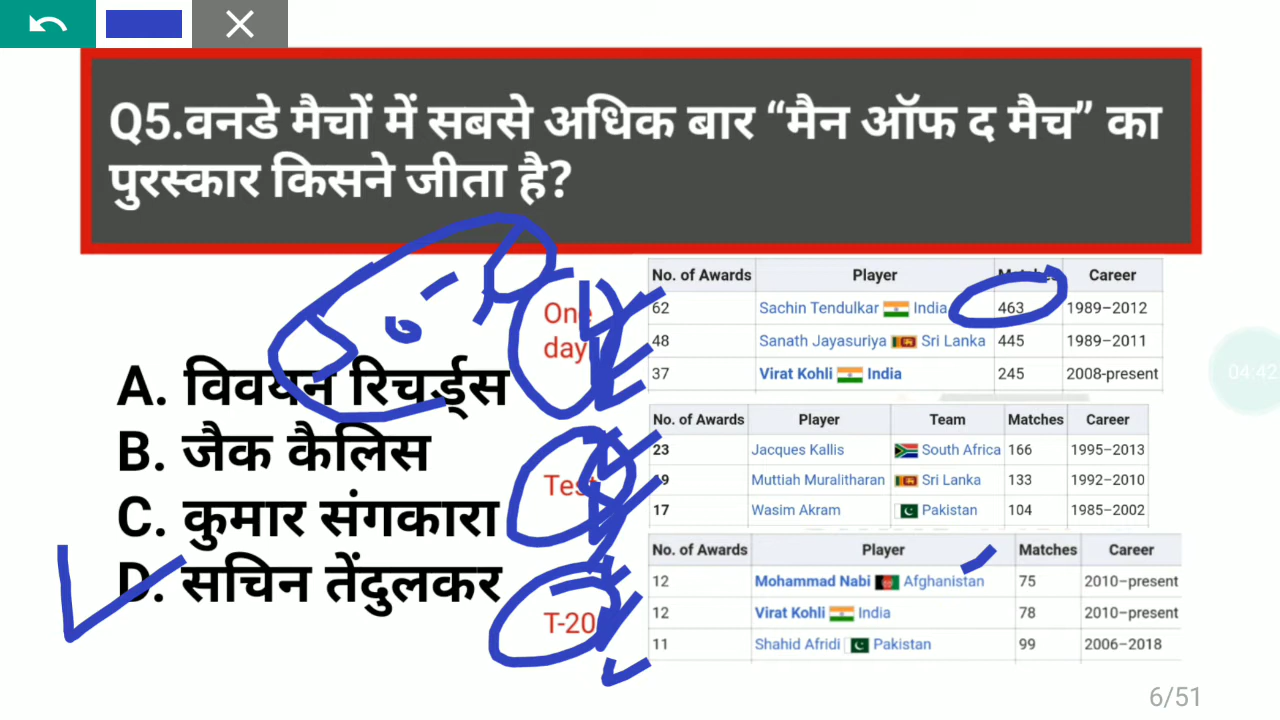 Q5.वनडे मैचों में सबसे अधिक बार “मैन ऑफ द मैच” का
पुरस्कार किसने जीता है?
A. विवयन रिचर्ड्स
B. जैक कैलिस
C. कुमार संगकारा
D. सचिन तेंदुलकर
One
day
No. of Awards Player Matches Career
62 Sachin Tendulkar India 463 1989–2012
48 Sanath Jayasuriya Sri Lanka 445 1989–2011
37 Virat Kohli India 245 2008-present
Test
No. of Awards Player Team Matches Career
23 Jacques Kallis South Africa 166 1995–2013
Muttiah Muralitharan Sri Lanka 133 1992–2010
17 Wasim Akram Pakistan 104 1985–2002
T-20
No. of Awards Player Matches Career
12 Mohammad Nabi Afghanistan 75 2010–present
12 Virat Kohli India 78 2010–present
11 Shahid Afridi Pakistan 99 2006–2018
04:42
6/51